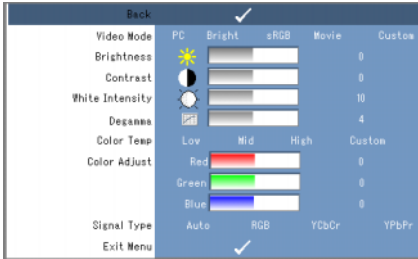 Back
Video Mode PC Bright sRGB Movie Custom
Brightness 0
Contrast 0
White Intensity 10
Degamma 4
Color Temp Low Mid High Custom
Color Adjust Red 0
Green 0
Blue 0
Signal Type Auto RGB YCbCr YPbPr
Exit Menu